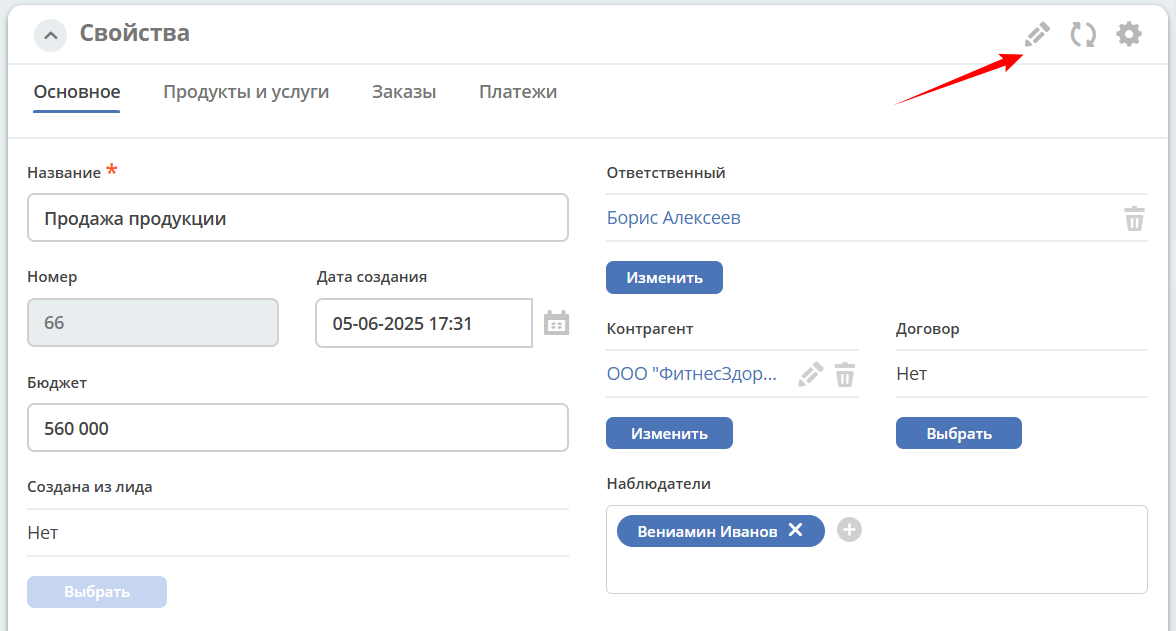 Свойства
Основное
Продукты и услуги
Заказы
Платежи
Название *
Продажа продукции
Номер
Дата создания
66
05-06-2025 17:31
Бюджет
560 000
Создана из лида
Нет
Выбрать
Ответственный
Борис Алексеев
Изменить
Контрагент
Договор
ООО "ФитнесЗдор...
Нет
Изменить
Выбрать
Наблюдатели
Вениамин Иванов